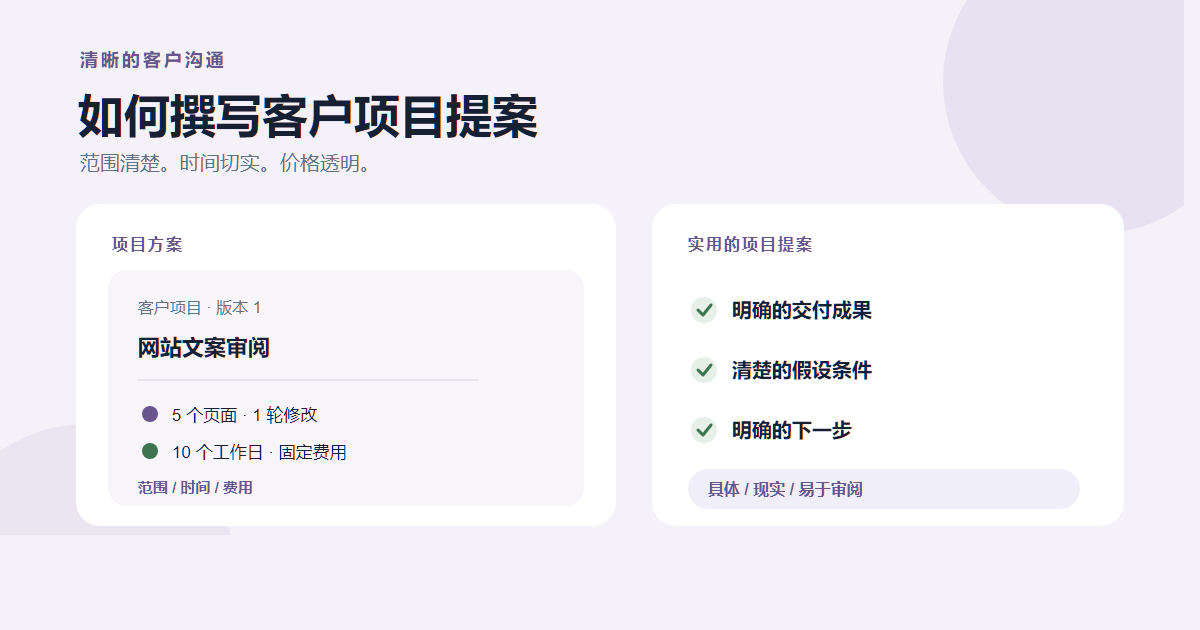 清晰的客户沟通
如何撰写客户项目提案
范围清楚。时间切实。价格透明。
项目方案
客户项目 · 版本 1
网站文案审阅
5 个页面 · 1 轮修改
10 个工作日 · 固定费用
范围 / 时间 / 费用
实用的项目提案
明确的交付成果
清楚的假设条件
明确的下一步
具体 / 现实 / 易于审阅